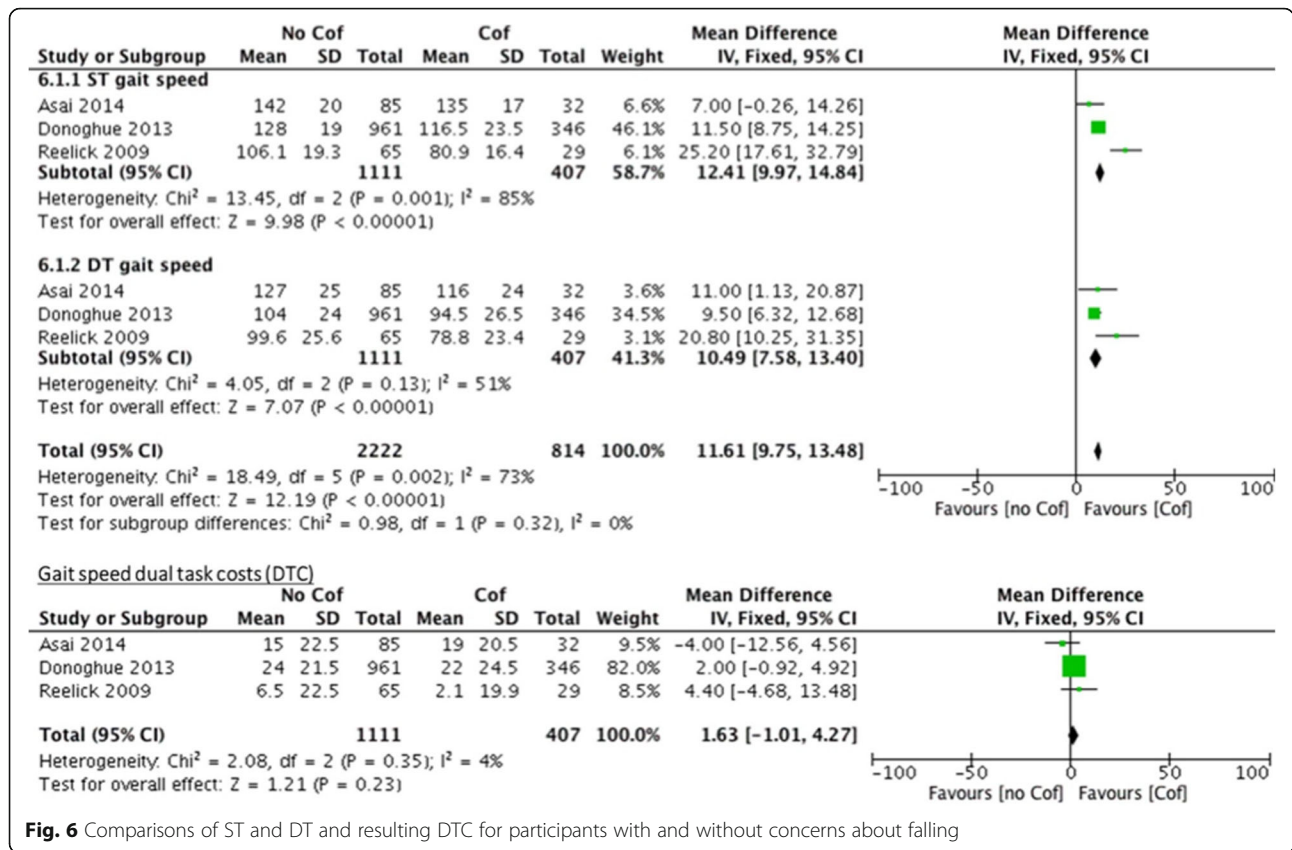 No Cof Cof Mean Difference Mean Difference
Study or Subgroup Mean SD Total Mean SD Total Weight IV, Fixed, 95% CI IV, Fixed, 95% CI
6.1.1 ST gait speed
Asai 2014 142 20 85 135 17 32 6.6% 7.00 [-0.26, 14.26]
Donoghue 2013 128 19 961 116.5 23.5 346 46.1% 11.50 [8.75, 14.25]
Reelick 2009 106.1 19.3 65 80.9 16.4 29 6.1% 25.20 [17.61, 32.79]
Subtotal (95% CI) 1111 407 58.7% 12.41 [9.97, 14.84]
Heterogeneity: Chi² = 13.45, df = 2 (P = 0.001); I² = 85%
Test for overall effect: Z = 9.98 (P < 0.00001)
6.1.2 DT gait speed
Asai 2014 127 25 85 116 24 32 3.6% 11.00 [1.13, 20.87]
Donoghue 2013 104 24 961 94.5 26.5 346 34.5% 9.50 [6.32, 12.68]
Reelick 2009 99.6 25.6 65 78.8 23.4 29 3.1% 20.80 [10.25, 31.35]
Subtotal (95% CI) 1111 407 41.3% 10.49 [7.58, 13.40]
Heterogeneity: Chi² = 4.05, df = 2 (P = 0.13); I² = 51%
Test for overall effect: Z = 7.07 (P < 0.00001)
Total (95% CI) 2222 814 100.0% 11.61 [9.75, 13.48]
Heterogeneity: Chi² = 18.49, df = 5 (P = 0.002); I² = 73%
Test for overall effect: Z = 12.19 (P < 0.00001)
Test for subgroup differences: Chi² = 0.98, df = 1 (P = 0.32), I² = 0%
-100 -50 0 50 100
Favours [no Cof] Favours [Cof]
Gait speed dual task costs (DTC)
No Cof Cof Mean Difference Mean Difference
Study or Subgroup Mean SD Total Mean SD Total Weight IV, Fixed, 95% CI IV, Fixed, 95% CI
Asai 2014 15 22.5 85 19 20.5 32 9.5% -4.00 [-12.56, 4.56]
Donoghue 2013 24 21.5 961 22 24.5 346 82.0% 2.00 [-0.92, 4.92]
Reelick 2009 6.5 22.5 65 2.1 19.9 29 8.5% 4.40 [-4.68, 13.48]
Total (95% CI) 1111 407 100.0% 1.63 [-1.01, 4.27]
Heterogeneity: Chi² = 2.08, df = 2 (P = 0.35); I² = 4%
Test for overall effect: Z = 1.21 (P = 0.23)
-100 -50 0 50 100
Favours [no Cof] Favours [Cof]
Fig. 6 Comparisons of ST and DT and resulting DTC for participants with and without concerns about falling